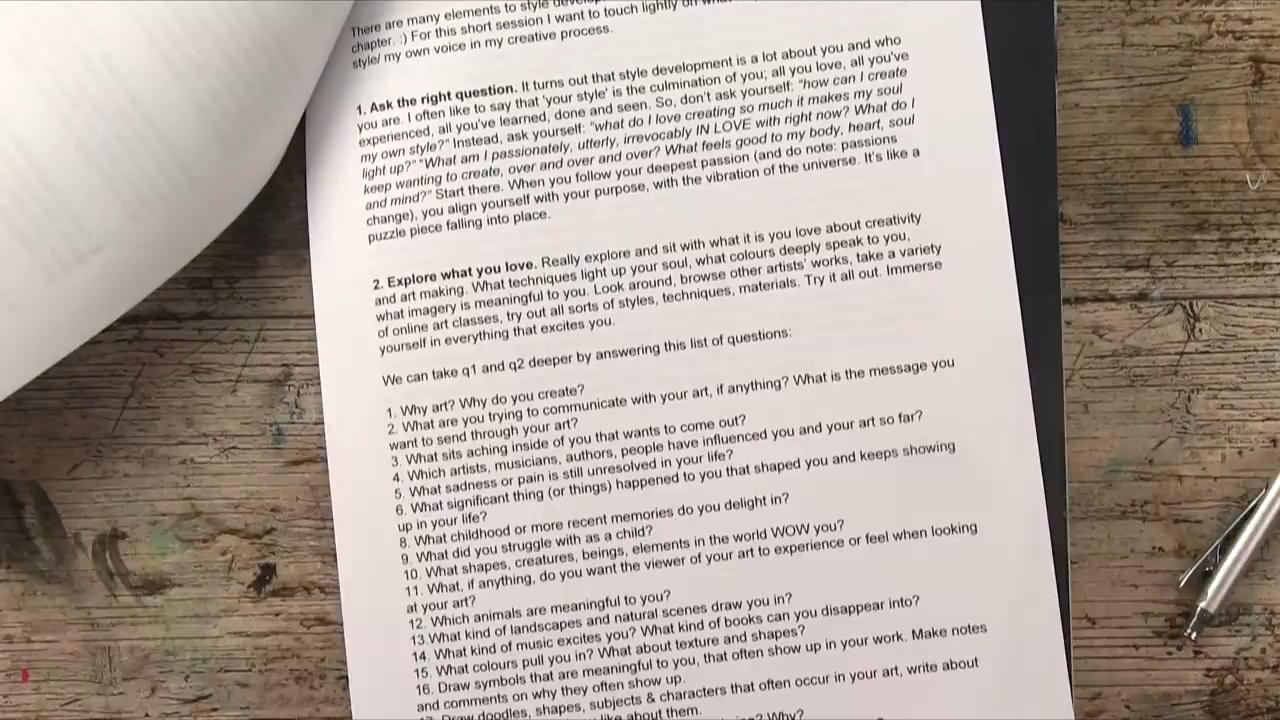 There are many elements to style
chapter. :) For this short session I want to touch lightly on
style/ my own voice in my creative process.
1. Ask the right question. It turns out that style development is a lot about you and who
you are. I often like to say that 'your style' is the culmination of you; all you love, all you've
experienced, all you've learned, done and seen. So, don't ask yourself: "how can I create
my own style?" Instead, ask yourself: "what do I love creating so much it makes my soul
light up?" "What am I passionately, utterly, irrevocably IN LOVE with right now? What do I
keep wanting to create, over and over and over? What feels good to my body, heart, soul
and mind?" Start there. When you follow your deepest passion (and do note: passions
change), you align yourself with your purpose, with the vibration of the universe. It's like a
puzzle piece falling into place.
2. Explore what you love. Really explore and sit with what it is you love about creativity
and art making. What techniques light up your soul, what colours deeply speak to you,
what imagery is meaningful to you. Look around, browse other artists' works, take a variety
of online art classes, try out all sorts of styles, techniques, materials. Try it all out. Immerse
yourself in everything that excites you.
We can take q1 and q2 deeper by answering this list of questions:
1. Why art? Why do you create?
2. What are you trying to communicate with your art, if anything? What is the message you
want to send through your art?
3. What sits aching inside of you that wants to come out?
4. Which artists, musicians, authors, people have influenced you and your art so far?
5. What sadness or pain is still unresolved in your life?
6. What significant thing (or things) happened to you that shaped you and keeps showing
up in your life?
8. What childhood or more recent memories do you delight in?
9. What did you struggle with as a child?
10. What shapes, creatures, beings, elements in the world WOW you?
11. What, if anything, do you want the viewer of your art to experience or feel when looking
at your art?
12. Which animals are meaningful to you?
13.What kind of landscapes and natural scenes draw you in?
14. What kind of music excites you? What kind of books can you disappear into?
15. What colours pull you in? What about texture and shapes?
16. Draw symbols that are meaningful to you, that often show up in your work. Make notes
and comments on why they often show up.
17. Draw doodles, shapes, subjects & characters that often occur in your art, write about
like about them.
Why?